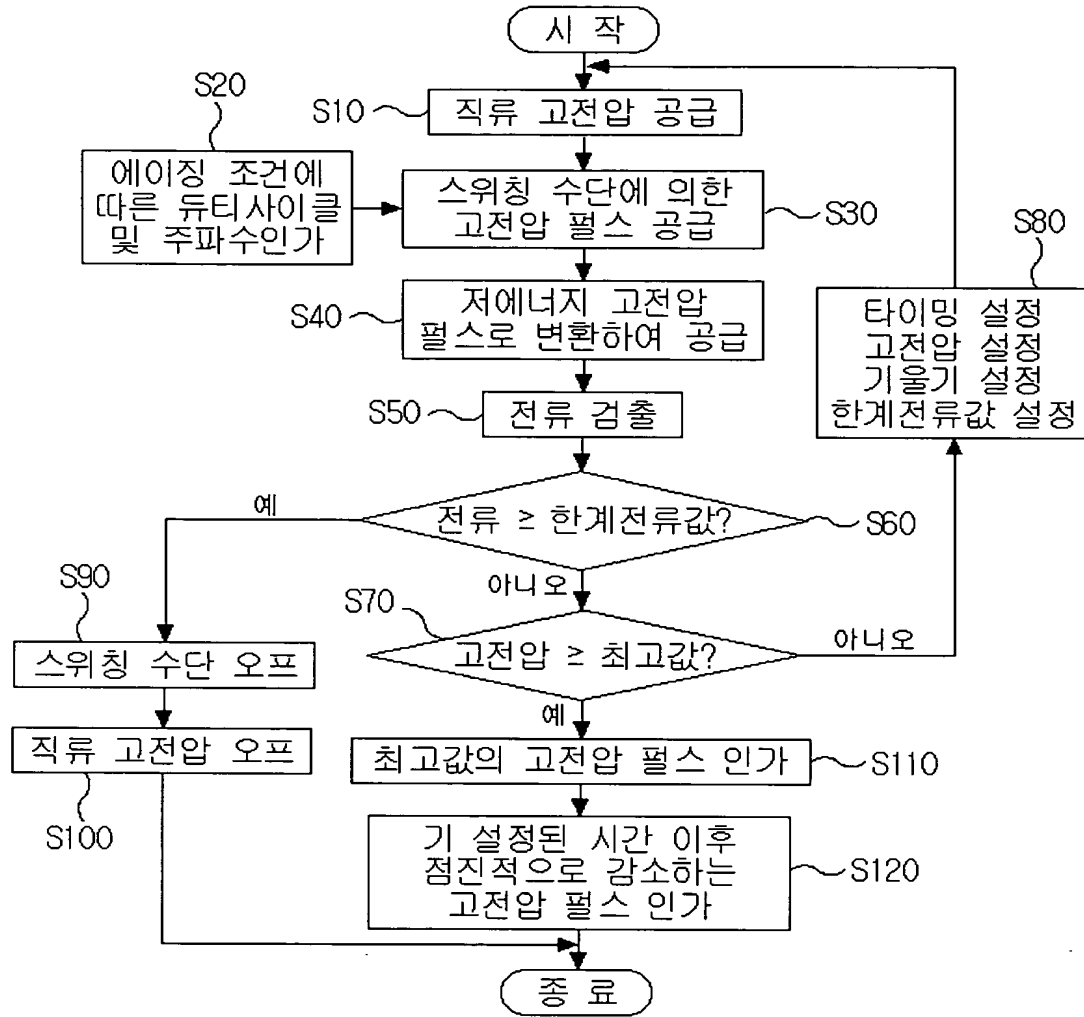 시 작
S10
직류 고전압 공급
S20
에이징 조건에
따른 듀티사이클
및 주파수인가
스위칭 수단에 의한
고전압 펄스 공급
S30
S40
저에너지 고전압
펄스로 변환하여 공급
S80
타이밍 설정
고전압 설정
기울기 설정
한계전류값 설정
S50
전류 검출
예
전류 ≥ 한계전류값?
S60
아니오
S70
고전압 ≥ 최고값?
아니오
예
S90
스위칭 수단 오프
직류 고전압 오프
S100
최고값의 고전압 펄스 인가
S110
기 설정된 시간 이후
점진적으로 감소하는
고전압 펄스 인가
S120
종 료